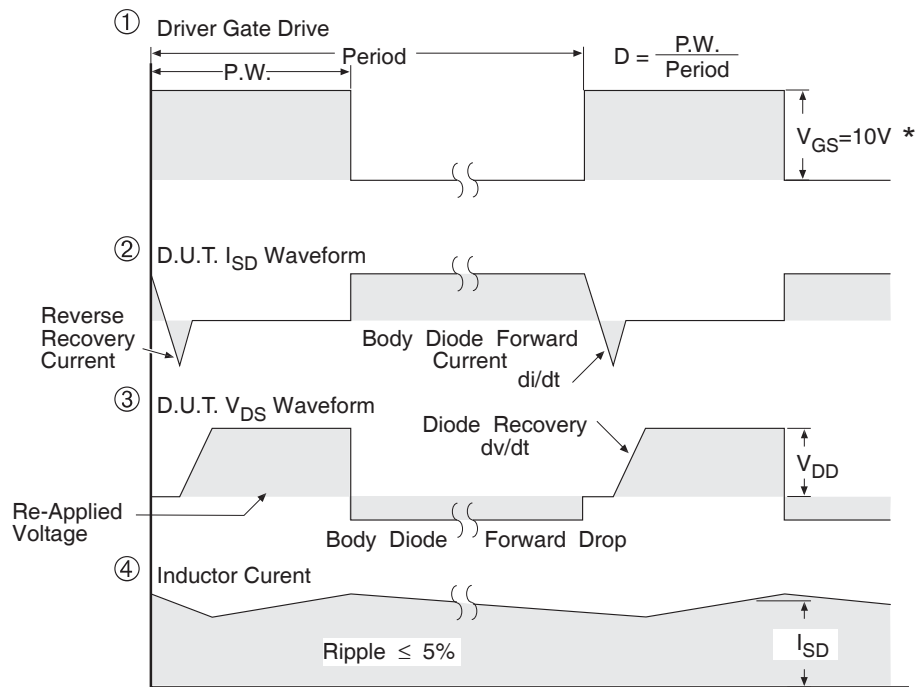 ① Driver Gate Drive
Period
P.W.
D = P.W. / Period
V_GS=10V *
② D.U.T. I_SD Waveform
Reverse
Recovery
Current
Body Diode Forward
Current
di/dt
③ D.U.T. V_DS Waveform
Diode Recovery
dv/dt
V_DD
Re-Applied
Voltage
Body Diode Forward Drop
④ Inductor Curent
Ripple ≤ 5%
I_SD